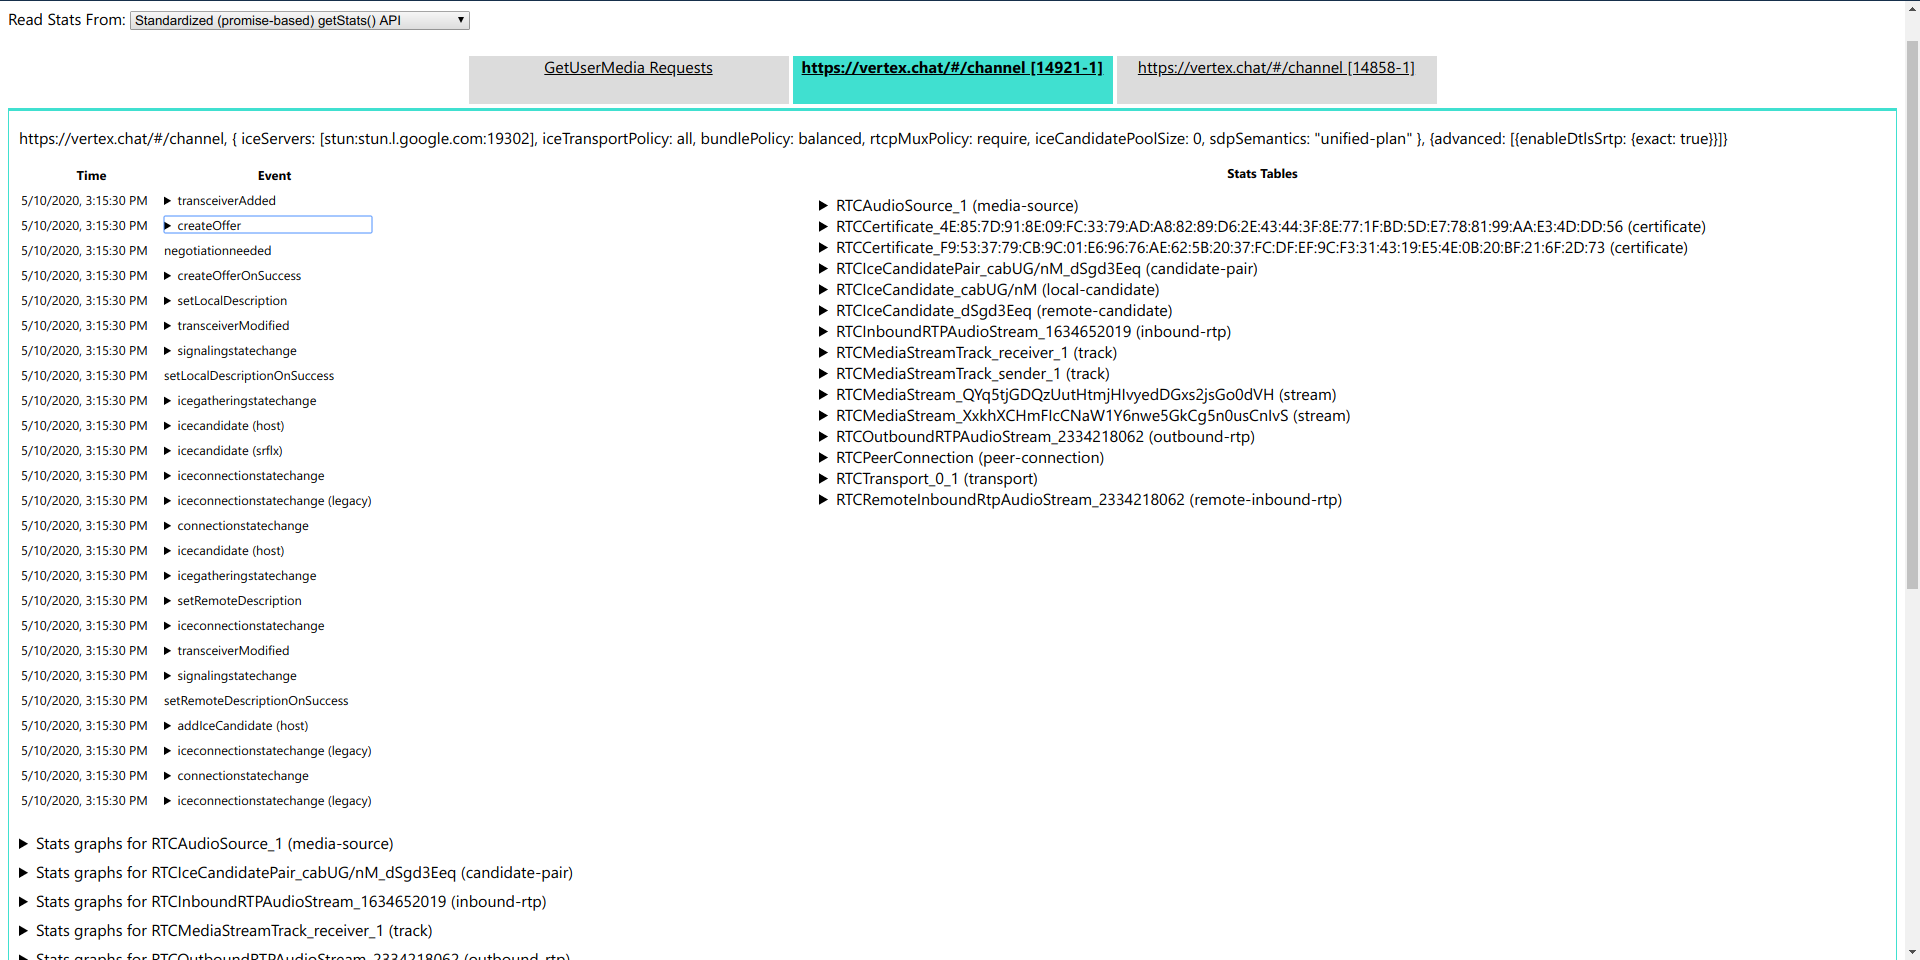 Read Stats From: Standardized (promise-based) getStats() API
GetUserMedia Requests
https://vertex.chat/#/channel [14921-1]
https://vertex.chat/#/channel [14858-1]
https://vertex.chat/#/channel, { iceServers: [stun:stun.l.google.com:19302], iceTransportPolicy: all, bundlePolicy: balanced, rtcpMuxPolicy: require, iceCandidatePoolSize: 0, sdpSemantics: "unified-plan" }, {advanced: [{enableDtlsSrtp: {exact: true}}]}
Time Event
5/10/2020, 3:15:30 PM ▶ transceiverAdded
5/10/2020, 3:15:30 PM ▶ createOffer
5/10/2020, 3:15:30 PM negotiationneeded
5/10/2020, 3:15:30 PM ▶ createOfferOnSuccess
5/10/2020, 3:15:30 PM ▶ setLocalDescription
5/10/2020, 3:15:30 PM ▶ transceiverModified
5/10/2020, 3:15:30 PM ▶ signalingstatechange
5/10/2020, 3:15:30 PM setLocalDescriptionOnSuccess
5/10/2020, 3:15:30 PM ▶ icegatheringstatechange
5/10/2020, 3:15:30 PM ▶ icecandidate (host)
5/10/2020, 3:15:30 PM ▶ icecandidate (srflx)
5/10/2020, 3:15:30 PM ▶ iceconnectionstatechange
5/10/2020, 3:15:30 PM ▶ iceconnectionstatechange (legacy)
5/10/2020, 3:15:30 PM ▶ connectionstatechange
5/10/2020, 3:15:30 PM ▶ icecandidate (host)
5/10/2020, 3:15:30 PM ▶ icegatheringstatechange
5/10/2020, 3:15:30 PM ▶ setRemoteDescription
5/10/2020, 3:15:30 PM ▶ iceconnectionstatechange
5/10/2020, 3:15:30 PM ▶ transceiverModified
5/10/2020, 3:15:30 PM ▶ signalingstatechange
5/10/2020, 3:15:30 PM setRemoteDescriptionOnSuccess
5/10/2020, 3:15:30 PM ▶ addIceCandidate (host)
5/10/2020, 3:15:30 PM ▶ iceconnectionstatechange (legacy)
5/10/2020, 3:15:30 PM ▶ connectionstatechange
5/10/2020, 3:15:30 PM ▶ iceconnectionstatechange (legacy)
Stats Tables
▶ RTCAudioSource_1 (media-source)
▶ RTCCertificate_4E:85:7D:91:8E:09:FC:33:79:AD:A8:82:89:D6:2E:43:44:3F:8E:77:1F:BD:5D:E7:78:81:99:AA:E3:4D:DD:56 (certificate)
▶ RTCCertificate_F9:53:37:79:CB:9C:01:E6:96:76:AE:62:5B:20:37:FC:DF:EF:9C:F3:31:43:19:E5:4E:0B:20:BF:21:6F:2D:73 (certificate)
▶ RTCIceCandidatePair_cabUG/nM_dSgd3Eeq (candidate-pair)
▶ RTCIceCandidate_cabUG/nM (local-candidate)
▶ RTCIceCandidate_dSgd3Eeq (remote-candidate)
▶ RTCInboundRTPAudioStream_1634652019 (inbound-rtp)
▶ RTCMediaStreamTrack_receiver_1 (track)
▶ RTCMediaStreamTrack_sender_1 (track)
▶ RTCMediaStream_QYq5tjGDQzUutHtmjHIvyedDGxs2jsGo0dVH (stream)
▶ RTCMediaStream_XxkhXCHmFIcCNaW1Y6nwe5GkCg5n0usCnIvS (stream)
▶ RTCOutboundRTPAudioStream_2334218062 (outbound-rtp)
▶ RTCPeerConnection (peer-connection)
▶ RTCTransport_0_1 (transport)
▶ RTCRemoteInboundRtpAudioStream_2334218062 (remote-inbound-rtp)
▶ Stats graphs for RTCAudioSource_1 (media-source)
▶ Stats graphs for RTCIceCandidatePair_cabUG/nM_dSgd3Eeq (candidate-pair)
▶ Stats graphs for RTCInboundRTPAudioStream_1634652019 (inbound-rtp)
▶ Stats graphs for RTCMediaStreamTrack_receiver_1 (track)
▶ Stats graphs for RTCOutboundRTPAudioStream_2334218062 (outbound-rtp)